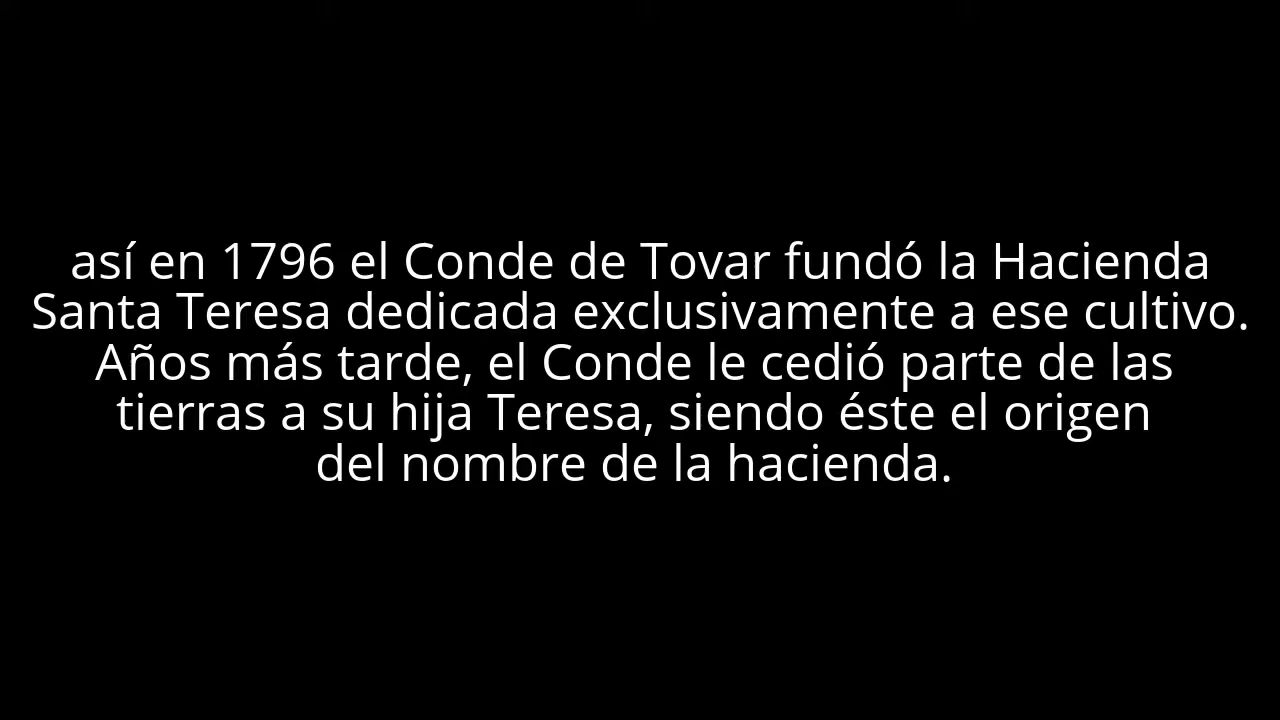 así en 1796 el Conde de Tovar fundó la Hacienda
Santa Teresa dedicada exclusivamente a ese cultivo.
Años más tarde, el Conde le cedió parte de las
tierras a su hija Teresa, siendo éste el origen
del nombre de la hacienda.